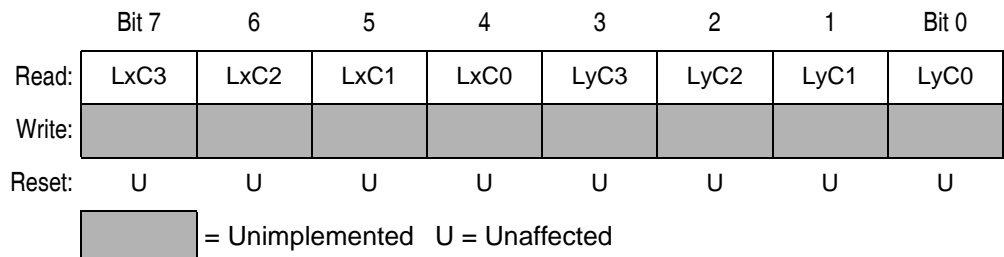 Bit 7 6 5 4 3 2 1 Bit 0
Read: LxC3 LxC2 LxC1 LxC0 LyC3 LyC2 LyC1 LyC0
Write:
Reset: U U U U U U U U
= Unimplemented U = Unaffected